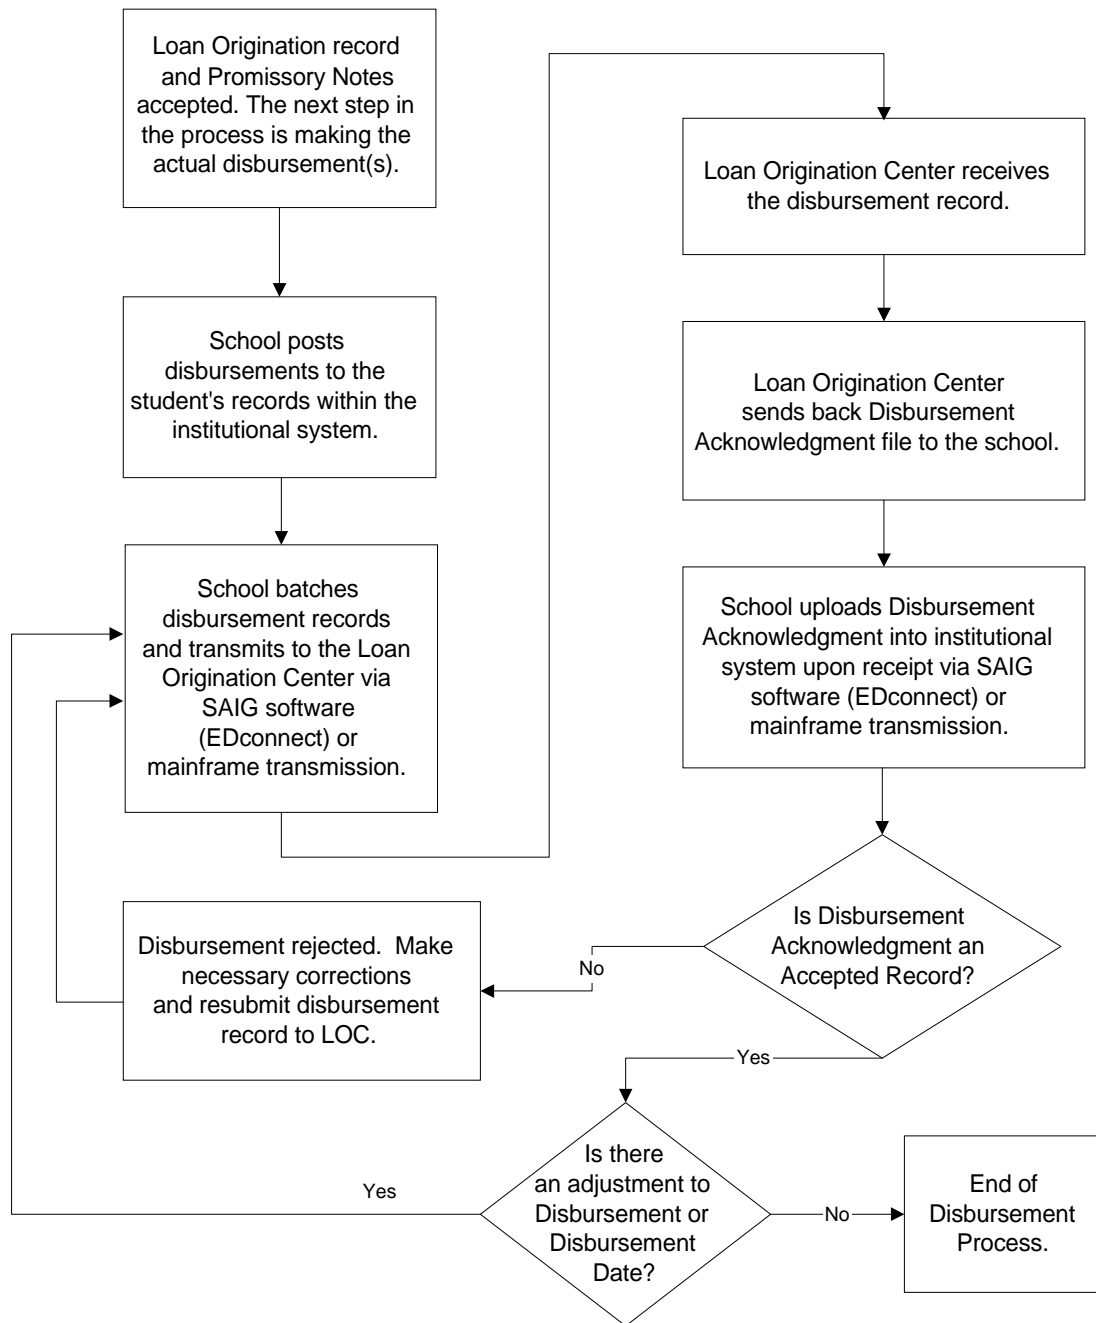 Loan Origination record
and Promissory Notes
accepted. The next step in
the process is making the
actual disbursement(s).
School posts
disbursements to the
student's records within the
institutional system.
School batches
disbursement records
and transmits to the Loan
Origination Center via
SAIG software
(EDconnect) or
mainframe transmission.
Loan Origination Center receives
the disbursement record.
Loan Origination Center
sends back Disbursement
Acknowledgment file to the school.
School uploads Disbursement
Acknowledgment into institutional
system upon receipt via SAIG
software (EDconnect) or
mainframe transmission.
Is Disbursement
Acknowledgment an
Accepted Record?
No
Disbursement rejected.  Make
necessary corrections
and resubmit disbursement
record to LOC.
Yes
Is there
an adjustment to
Disbursement or
Disbursement
Date?
Yes
No
End of
Disbursement
Process.